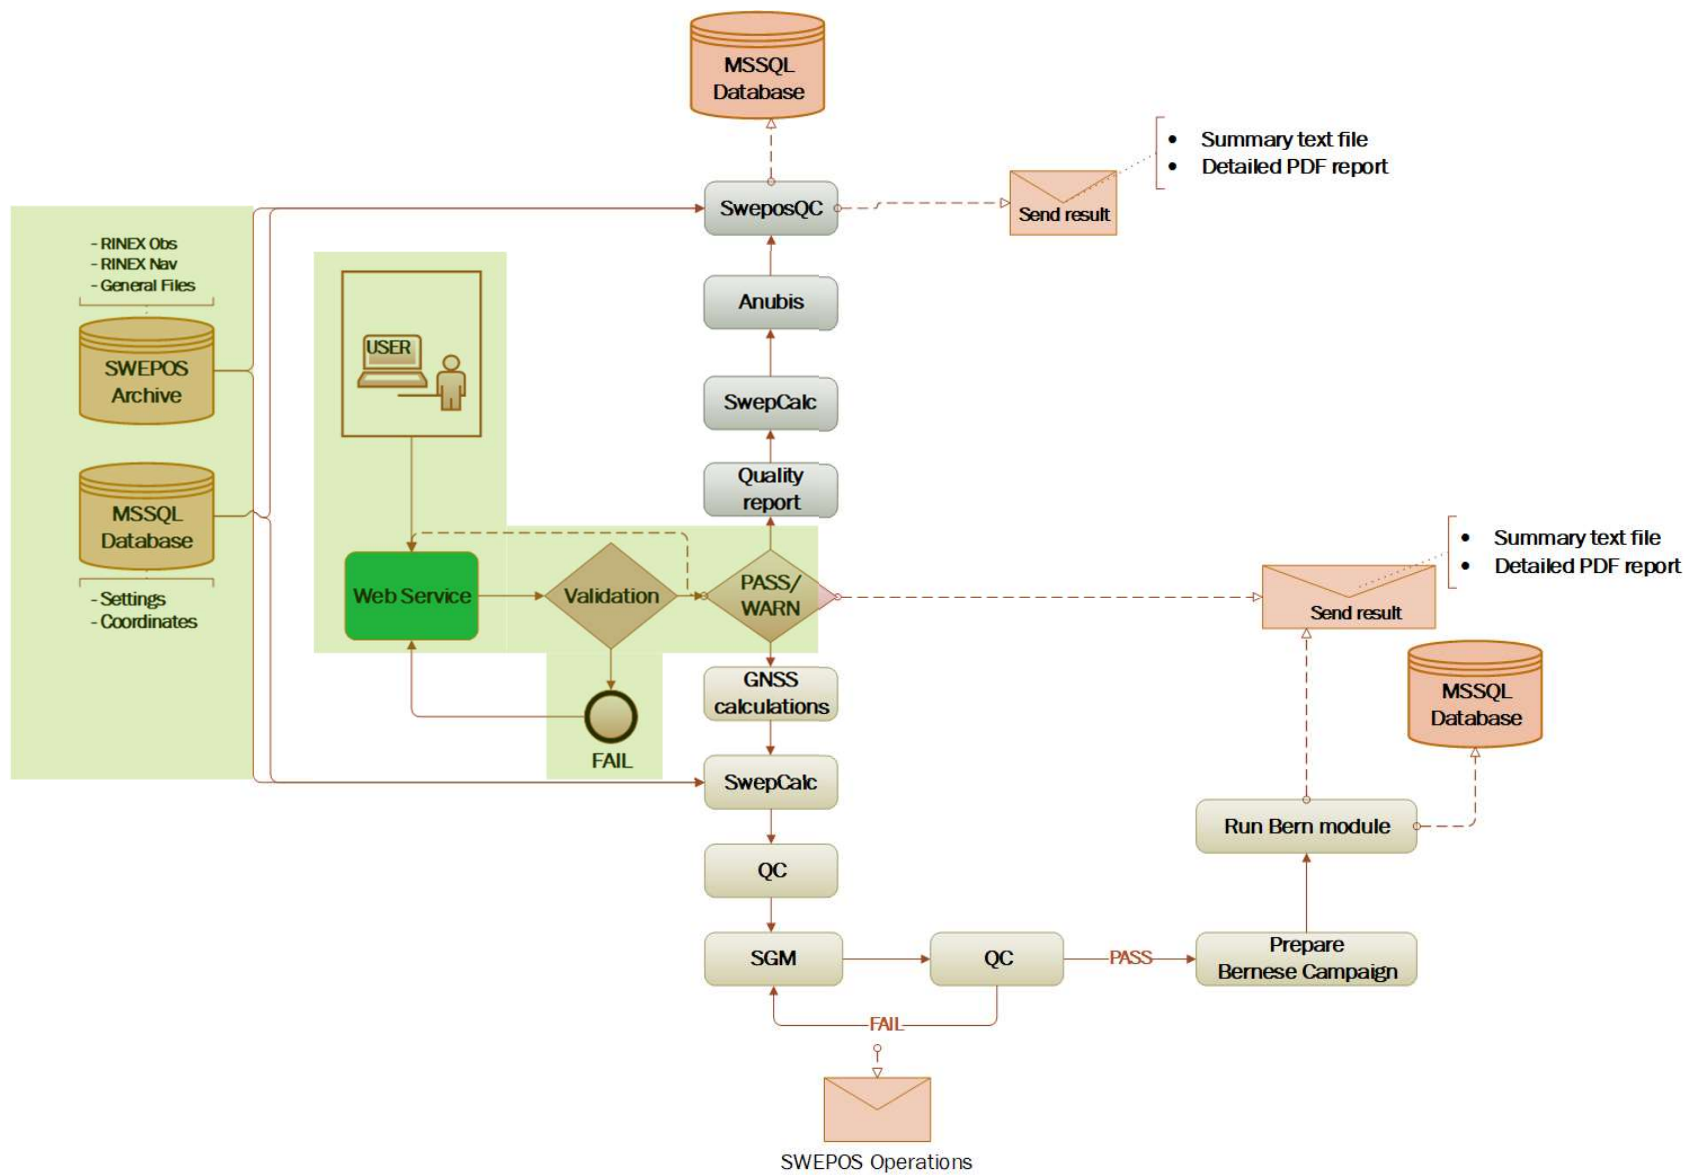 MSSQL
Database
• Summary text file
• Detailed PDF report
SweposQC
Send result
- RINEX Obs
- RINEX Nav
- General Files
SWEPOS
Archive
MSSQL
Database
- Settings
- Coordinates
USER
Anubis
SwepCalc
Quality
report
Web Service
Validation
PASS/
WARN
• Summary text file
• Detailed PDF report
Send result
FAIL
GNSS
calculations
SwepCalc
QC
SGM
QC
PASS
FAIL
Prepare
Bernese Campaign
Run Bern module
MSSQL
Database
SWEPOS Operations